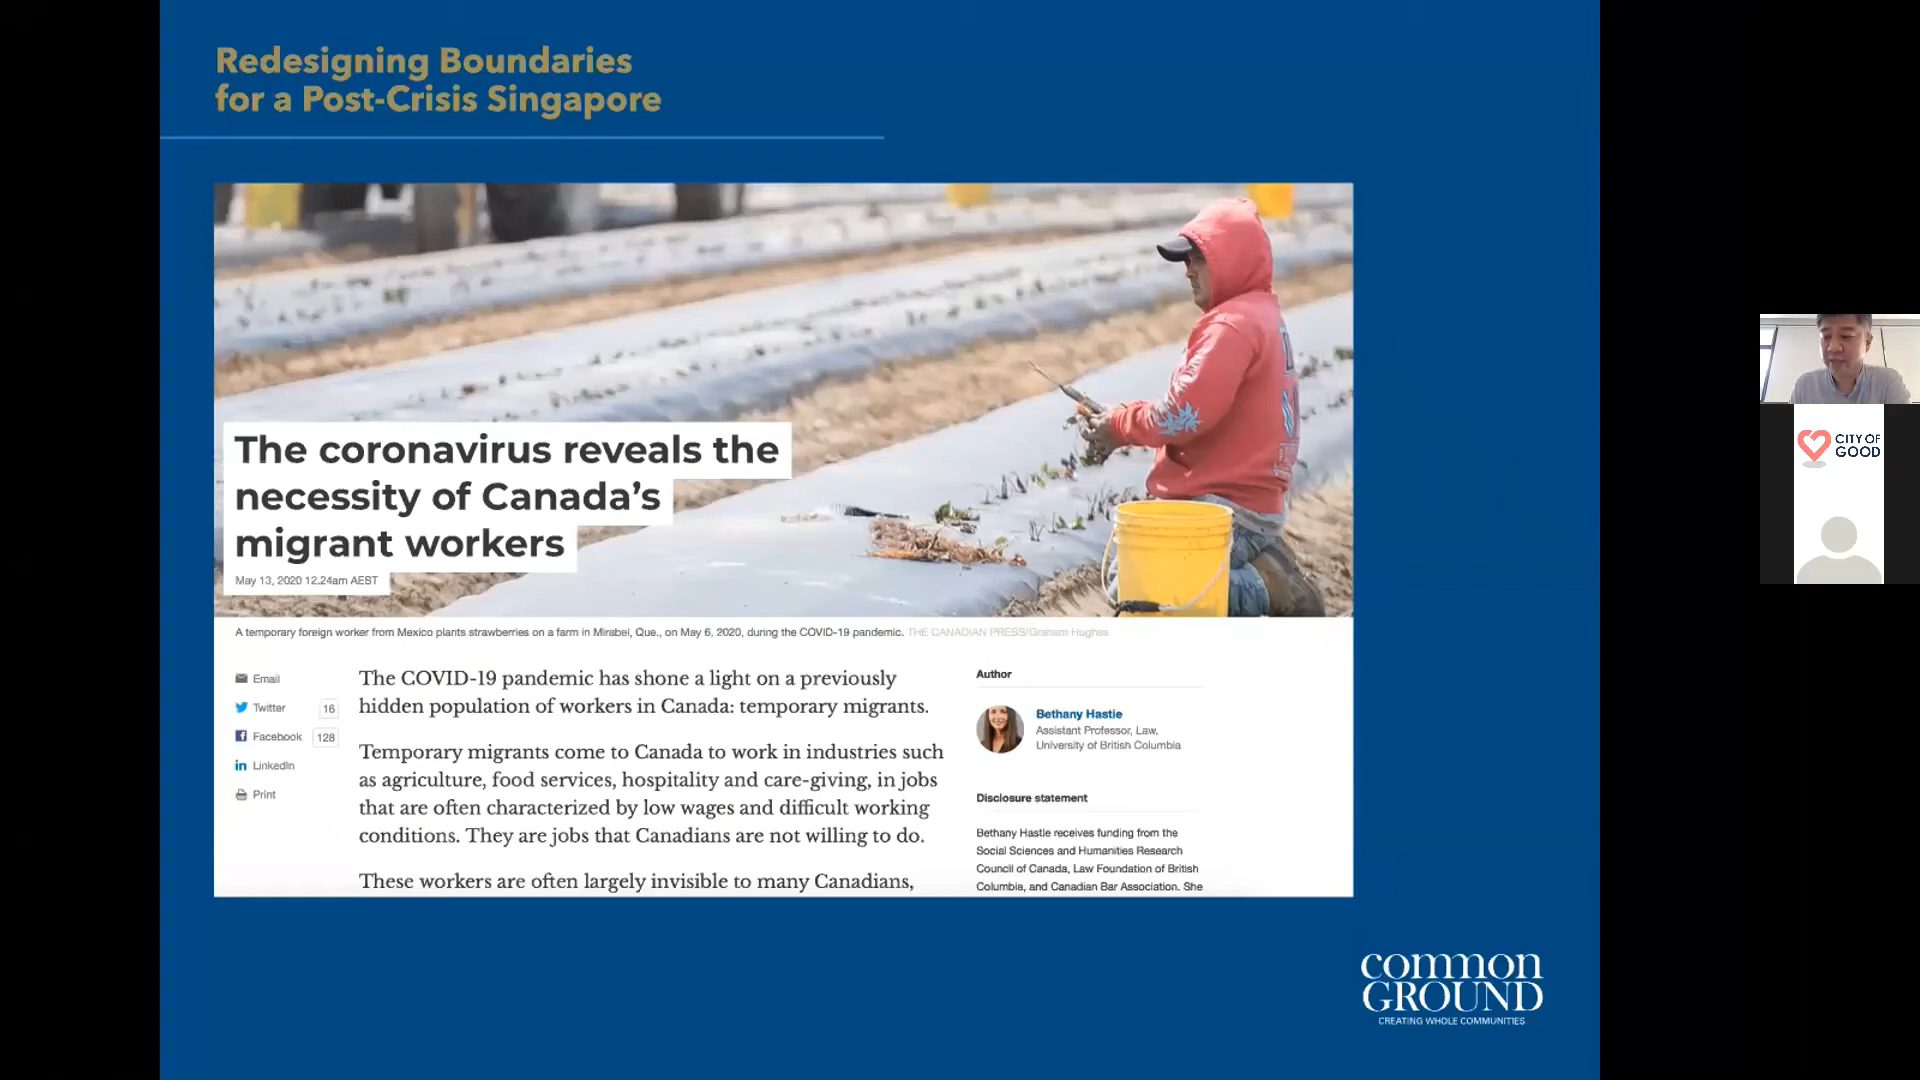 Redesigning Boundaries
for a Post-Crisis Singapore
The coronavirus reveals the
necessity of Canada's
migrant workers
May 13, 2020 12.24am AEST
A temporary foreign worker from Mexico plants strawberries on a farm in Mirabel, Que., on May 6, 2020, during the COVID-19 pandemic. THE CANADIAN PRESS/Graham Hughes
Email
Twitter 16
Facebook 128
LinkedIn
Print
The COVID-19 pandemic has shone a light on a previously
hidden population of workers in Canada: temporary migrants.
Temporary migrants come to Canada to work in industries such
as agriculture, food services, hospitality and care-giving, in jobs
that are often characterized by low wages and difficult working
conditions. They are jobs that Canadians are not willing to do.
These workers are often largely invisible to many Canadians,
Author
Bethany Hastie
Assistant Professor, Law,
University of British Columbia
Disclosure statement
Bethany Hastie receives funding from the
Social Sciences and Humanities Research
Council of Canada, Law Foundation of British
Columbia, and Canadian Bar Association. She
CITY OF
GOOD
common
GROUND
CREATING WHOLE COMMUNITIES